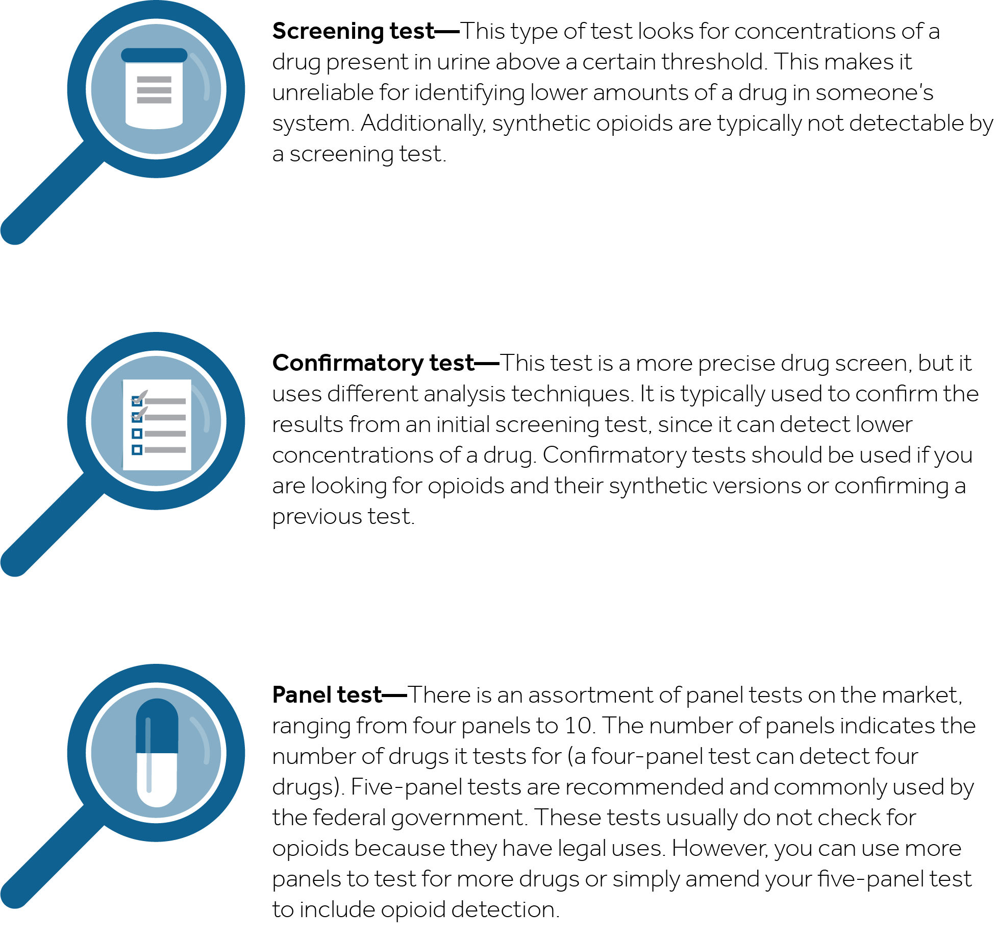 Screening test—This type of test looks for concentrations of a
drug present in urine above a certain threshold. This makes it
unreliable for identifying lower amounts of a drug in someone's
system. Additionally, synthetic opioids are typically not detectable by
a screening test.
Confirmatory test—This test is a more precise drug screen, but it
uses different analysis techniques. It is typically used to confirm the
results from an initial screening test, since it can detect lower
concentrations of a drug. Confirmatory tests should be used if you
are looking for opioids and their synthetic versions or confirming a
previous test.
Panel test—There is an assortment of panel tests on the market,
ranging from four panels to 10. The number of panels indicates the
number of drugs it tests for (a four-panel test can detect four
drugs). Five-panel tests are recommended and commonly used by
the federal government. These tests usually do not check for
opioids because they have legal uses. However, you can use more
panels to test for more drugs or simply amend your five-panel test
to include opioid detection.